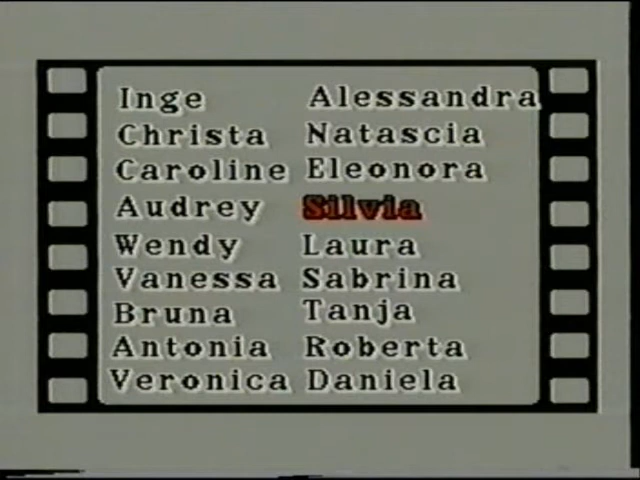 Inge Alessandra
Christa Natascia
Caroline Eleonora
Audrey Silvia
Wendy Laura
Vanessa Sabrina
Bruna Tanja
Antonia Roberta
Veronica Daniela